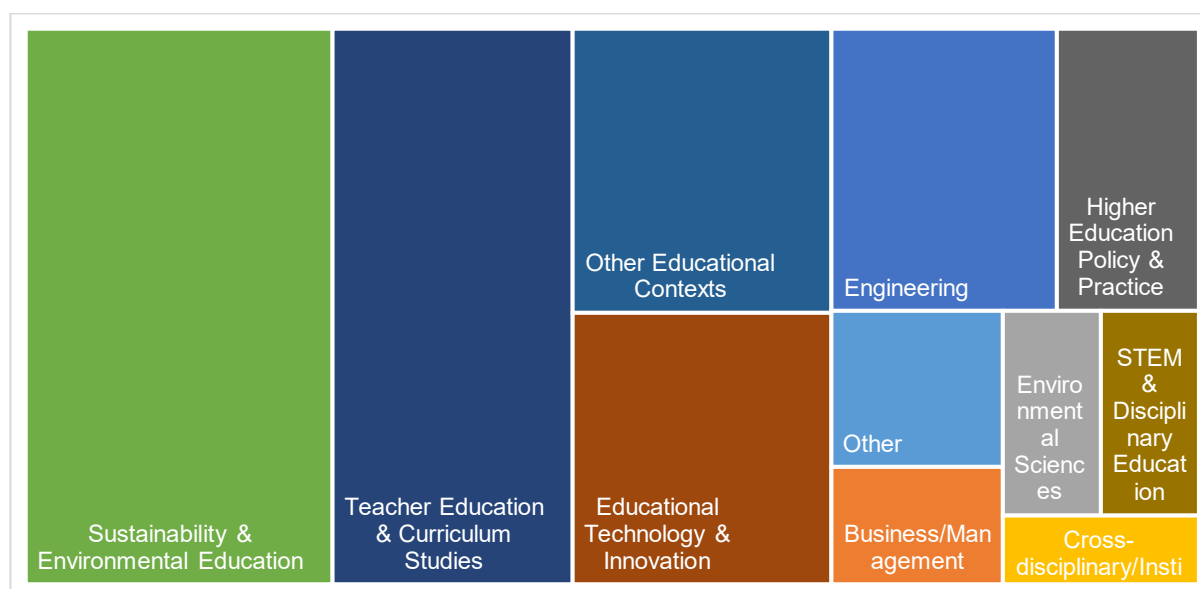 Sustainability &
Environmental Education
Teacher Education
& Curriculum
Studies
Other Educational
Contexts
Educational
Technology &
Innovation
Engineering
Higher
Education
Policy &
Practice
Other
Business/Man
agement
Enviro
nment
al
Scienc
es
STEM
&
Discipli
nary
Educat
ion
Cross-
disciplinary/Insti